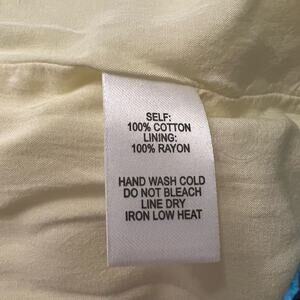 SELF:
100% COTTON
LINING:
100% RAYON
HAND WASH COLD
DO NOT BLEACH
LINE DRY
IRON LOW HEAT